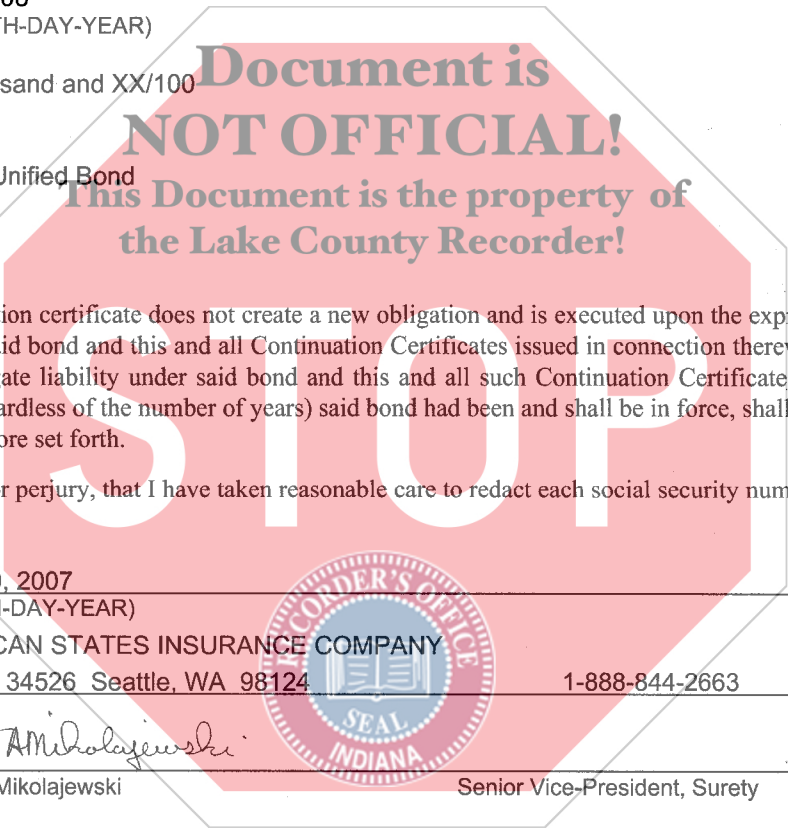 TH-DAY-YEAR)
sand and XX/100
Document is
NOT OFFICIAL!
Unified Bond
This Document is the property of
the Lake County Recorder!
STOP
tion certificate does not create a new obligation and is executed upon the exp
id bond and this and all Continuation Certificates issued in connection there
gate liability under said bond and this and all such Continuation Certificate
ardless of the number of years) said bond had been and shall be in force, shall
ore set forth.
or perjury, that I have taken reasonable care to redact each social security num
, 2007
-DAY-YEAR)
CAN STATES INSURANCE COMPANY
34526 Seattle, WA 98124 1-888-844-2663
RECORDER'S OFFICE
SEAL
INDIANA
AMikolajewski
Mikolajewski Senior Vice-President, Surety